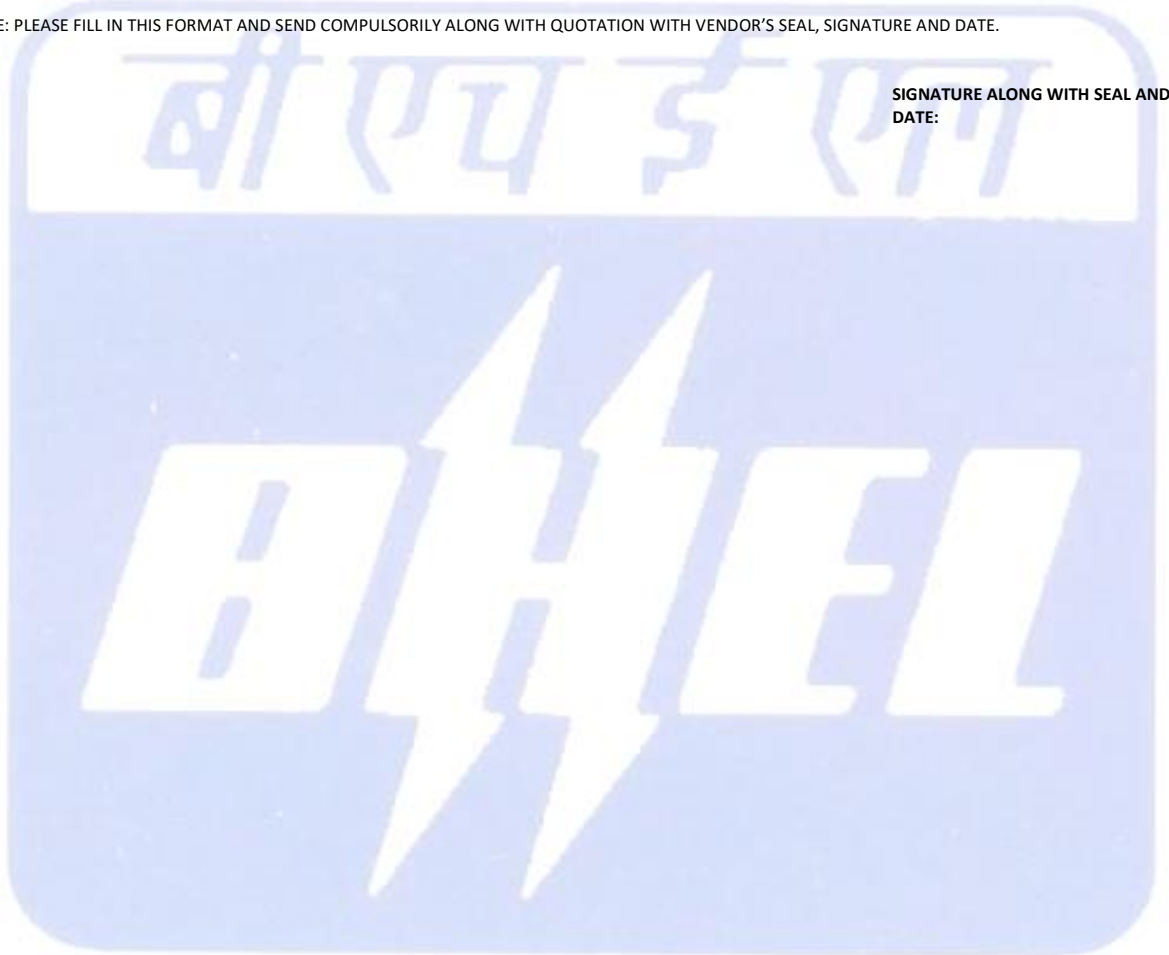 E: PLEASE FILL IN THIS FORMAT AND SEND COMPULSORILY ALONG WITH QUOTATION WITH VENDOR’S SEAL, SIGNATURE AND DATE.
SIGNATURE ALONG WITH SEAL AND
DATE:
बी एच ई एल
BHEL